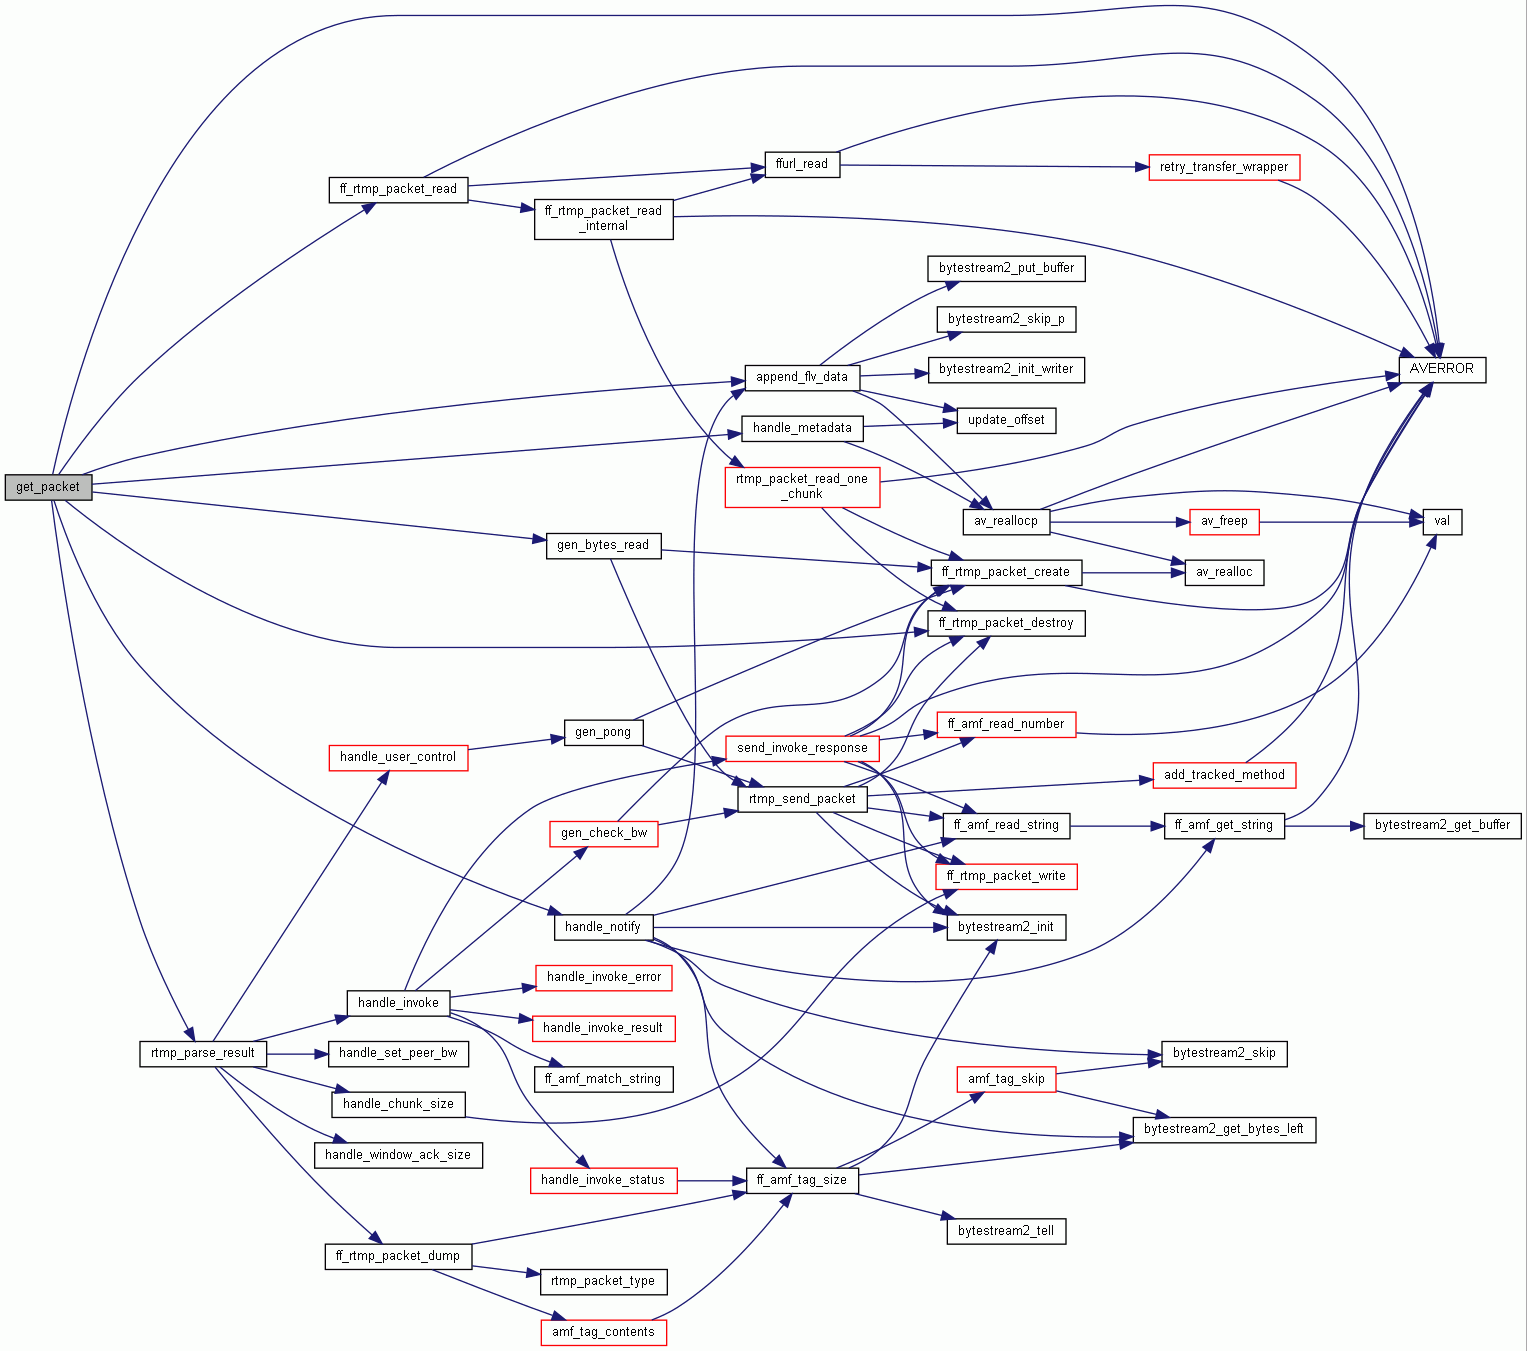 get_packet
ff_rtmp_packet_read
ff_rtmp_packet_read
_internal
ffurl_read
retry_transfer_wrapper
bytestream2_put_buffer
bytestream2_skip_p
bytestream2_init_writer
append_flv_data
AVERROR
update_offset
handle_metadata
rtmp_packet_read_one
_chunk
av_reallocp
av_freep
val
gen_bytes_read
ff_rtmp_packet_create
av_realloc
ff_rtmp_packet_destroy
gen_pong
ff_amf_read_number
handle_user_control
send_invoke_response
add_tracked_method
rtmp_send_packet
gen_check_bw
ff_amf_read_string
ff_amf_get_string
bytestream2_get_buffer
ff_rtmp_packet_write
handle_notify
bytestream2_init
handle_invoke_error
handle_invoke
handle_invoke_result
rtmp_parse_result
handle_set_peer_bw
bytestream2_skip
ff_amf_match_string
amf_tag_skip
handle_chunk_size
bytestream2_get_bytes_left
handle_window_ack_size
handle_invoke_status
ff_amf_tag_size
bytestream2_tell
ff_rtmp_packet_dump
rtmp_packet_type
amf_tag_contents